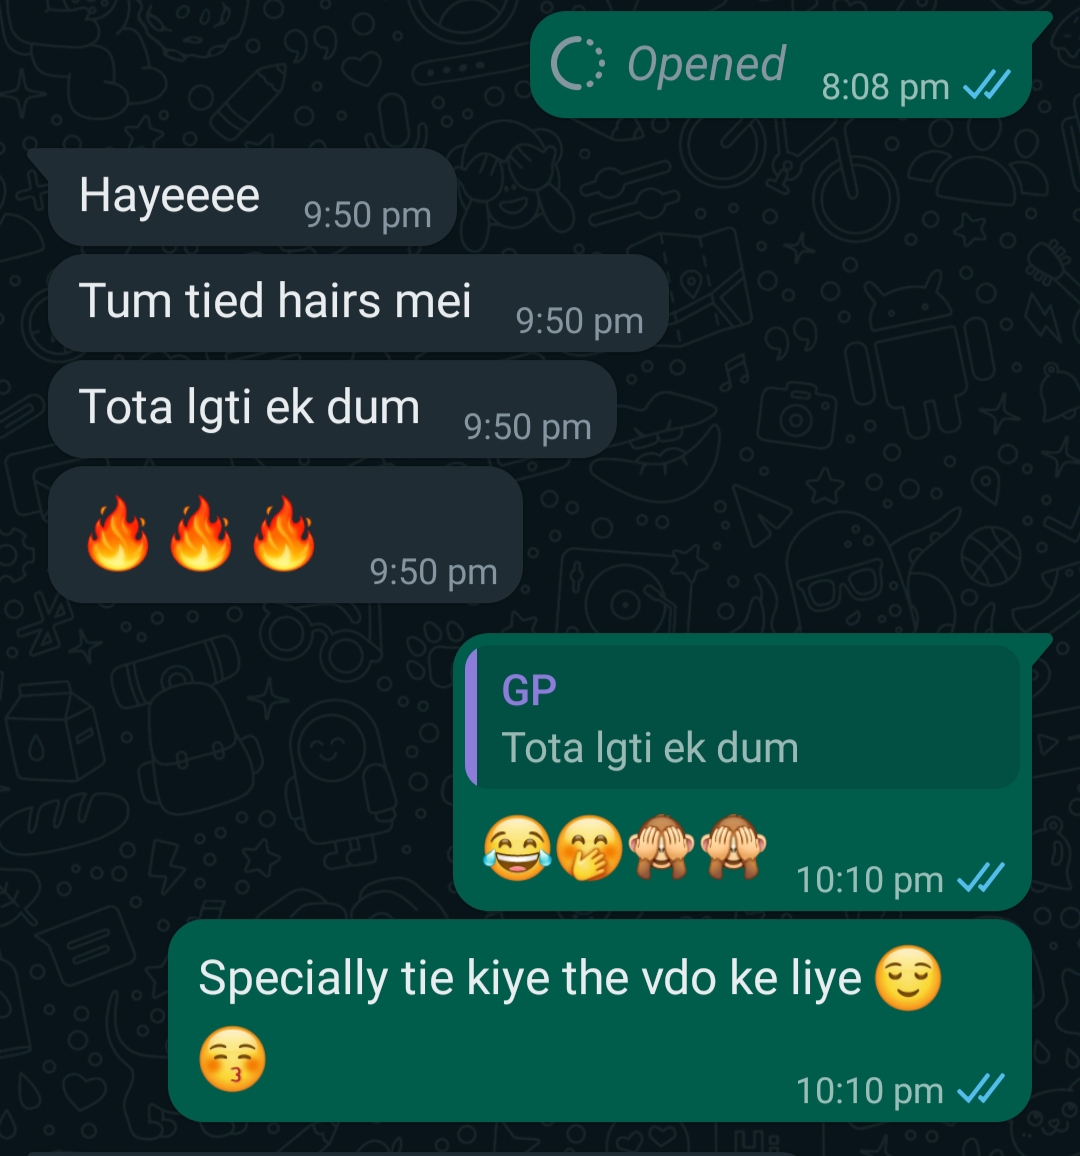 Opened 8:08 pm
Hayeeee 9:50 pm
Tum tied hairs mei 9:50 pm
Tota lgti ek dum 9:50 pm
🔥🔥🔥 9:50 pm
GP
Tota lgti ek dum
😂🤭🙈🙈 10:10 pm
Specially tie kiye the vdo ke liye 😌
😚 10:10 pm